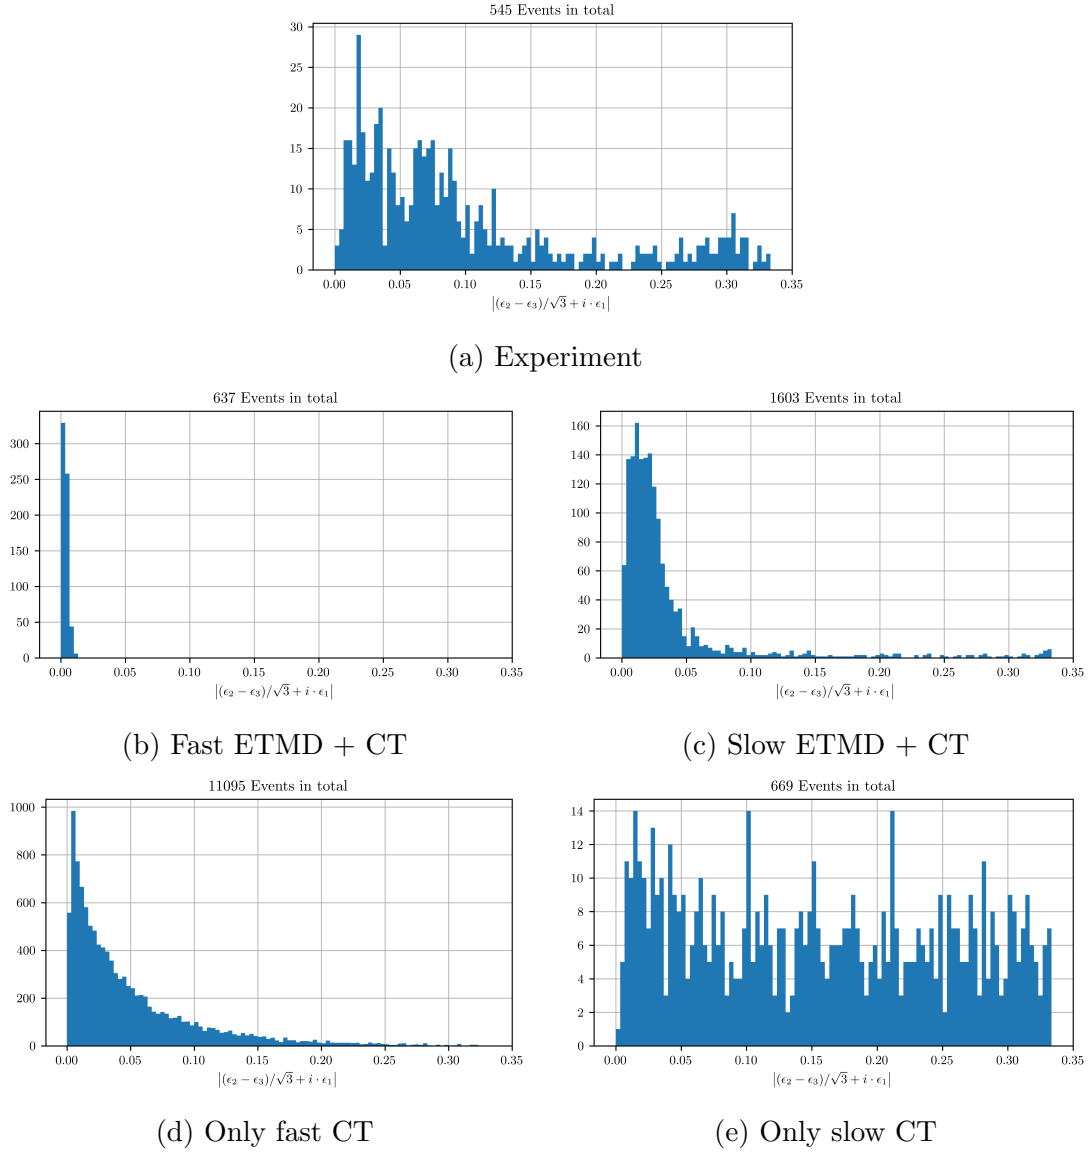 545 Events in total
30
25
20
15
10
5
0
0.00 0.05 0.10 0.15 0.20 0.25 0.30 0.35
|(ϵ₂ − ϵ₃)/√3 + i · ϵ₁|
(a) Experiment
637 Events in total
300
250
200
150
100
50
0
0.00 0.05 0.10 0.15 0.20 0.25 0.30 0.35
|(ϵ₂ − ϵ₃)/√3 + i · ϵ₁|
(b) Fast ETMD + CT
1603 Events in total
160
140
120
100
80
60
40
20
0
0.00 0.05 0.10 0.15 0.20 0.25 0.30 0.35
|(ϵ₂ − ϵ₃)/√3 + i · ϵ₁|
(c) Slow ETMD + CT
11095 Events in total
1000
800
600
400
200
0
0.00 0.05 0.10 0.15 0.20 0.25 0.30 0.35
|(ϵ₂ − ϵ₃)/√3 + i · ϵ₁|
(d) Only fast CT
669 Events in total
14
12
10
8
6
4
2
0
0.00 0.05 0.10 0.15 0.20 0.25 0.30 0.35
|(ϵ₂ − ϵ₃)/√3 + i · ϵ₁|
(e) Only slow CT